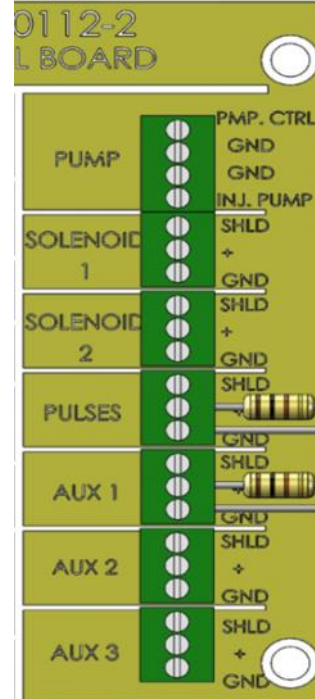 0112-2
L BOARD
PUMP
PMP. CTRL
GND
GND
INJ. PUMP
SOLENOID
1
SHLD
+
GND
SOLENOID
2
SHLD
+
GND
PULSES
SHLD
+
GND
AUX 1
SHLD
+
GND
AUX 2
SHLD
+
GND
AUX 3
SHLD
+
GND